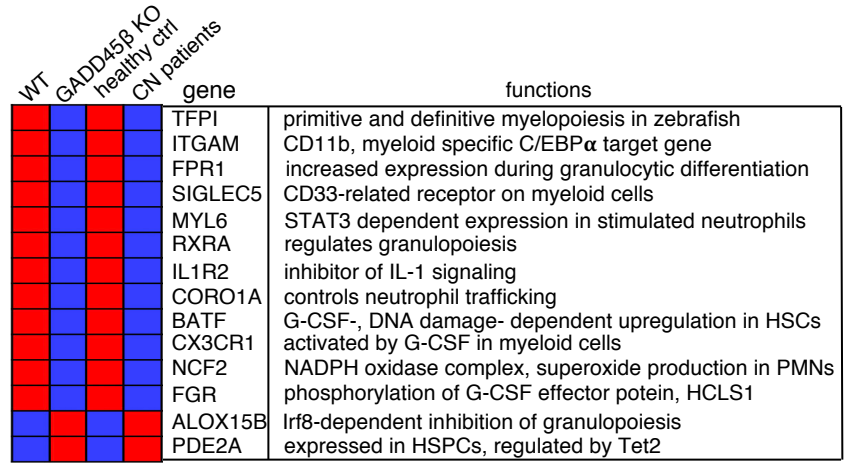 WT GADD45β KO healthy ctrl CN patients
gene functions
TFPI primitive and definitive myelopoiesis in zebrafish
ITGAM CD11b, myeloid specific C/EBPα target gene
FPR1 increased expression during granulocytic differentiation
SIGLEC5 CD33-related receptor on myeloid cells
MYL6 STAT3 dependent expression in stimulated neutrophils
RXRA regulates granulopoiesis
IL1R2 inhibitor of IL-1 signaling
CORO1A controls neutrophil trafficking
BATF G-CSF-, DNA damage- dependent upregulation in HSCs
CX3CR1 activated by G-CSF in myeloid cells
NCF2 NADPH oxidase complex, superoxide production in PMNs
FGR phosphorylation of G-CSF effector potein, HCLS1
ALOX15B Irf8-dependent inhibition of granulopoiesis
PDE2A expressed in HSPCs, regulated by Tet2